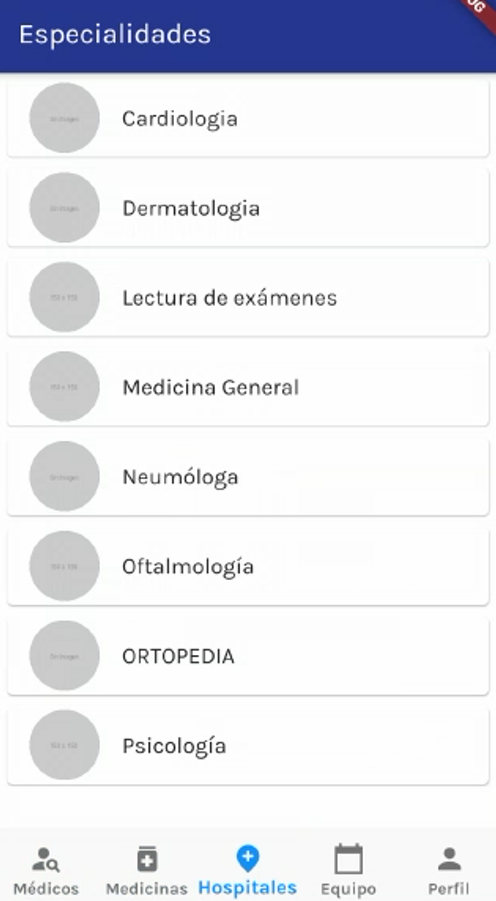 Especialidades
Cardiologia
Dermatologia
Lectura de exámenes
Medicina General
Neumóloga
Oftalmología
ORTOPEDIA
Psicología
Médicos
Medicinas
Hospitales
Equipo
Perfil